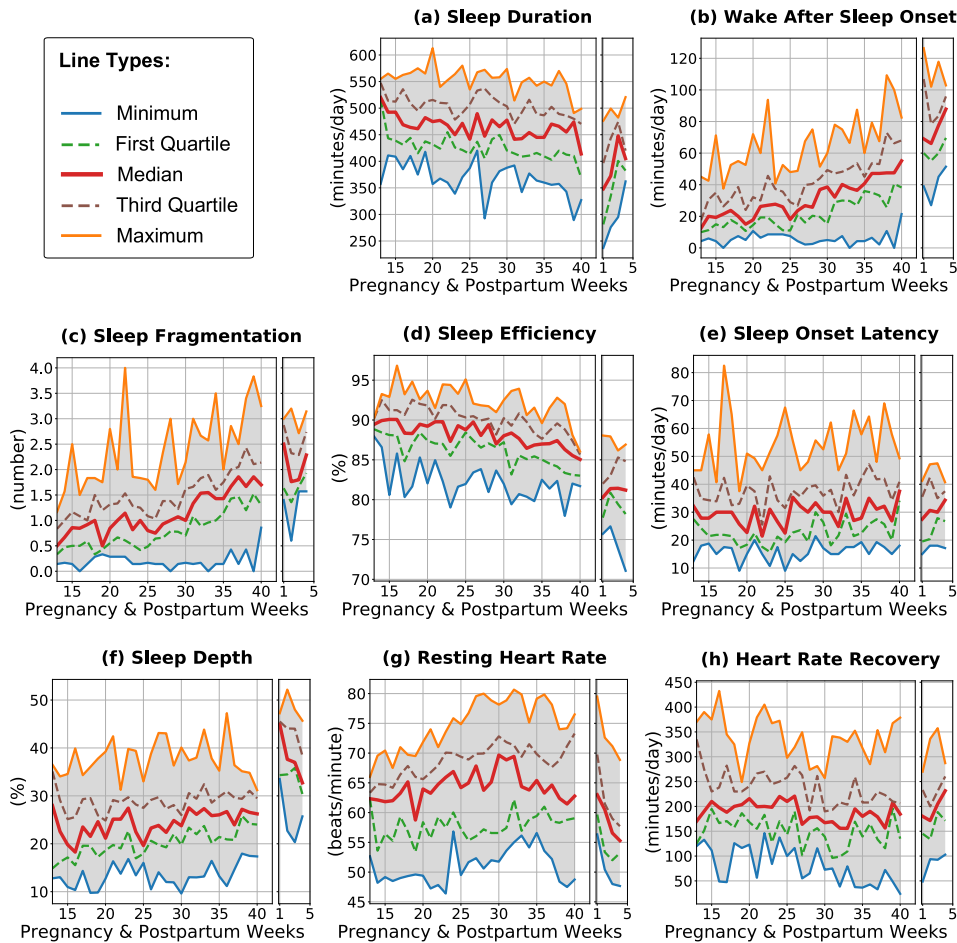 (a) Sleep Duration
(b) Wake After Sleep Onset
Line Types:
Minimum
First Quartile
Median
Third Quartile
Maximum
(minutes/day)
600
550
500
450
400
350
300
250
15 20 25 30 35 40 1 5
Pregnancy & Postpartum Weeks
(minutes/day)
120
100
80
60
40
20
0
15 20 25 30 35 40 1 5
Pregnancy & Postpartum Weeks
(c) Sleep Fragmentation
(number)
4.0
3.5
3.0
2.5
2.0
1.5
1.0
0.5
0.0
15 20 25 30 35 40 1 5
Pregnancy & Postpartum Weeks
(d) Sleep Efficiency
(%)
95
90
85
80
75
70
15 20 25 30 35 40 1 5
Pregnancy & Postpartum Weeks
(e) Sleep Onset Latency
(minutes/day)
80
70
60
50
40
30
20
10
15 20 25 30 35 40 1 5
Pregnancy & Postpartum Weeks
(f) Sleep Depth
(%)
50
40
30
20
10
15 20 25 30 35 40 1 5
Pregnancy & Postpartum Weeks
(g) Resting Heart Rate
(beats/minute)
80
75
70
65
60
55
50
45
15 20 25 30 35 40 1 5
Pregnancy & Postpartum Weeks
(h) Heart Rate Recovery
(minutes/day)
450
400
350
300
250
200
150
100
50
15 20 25 30 35 40 1 5
Pregnancy & Postpartum Weeks